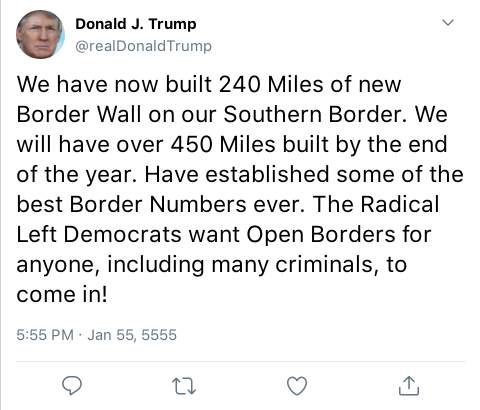 Donald J. Trump
@realDonaldTrump
We have now built 240 Miles of new
Border Wall on our Southern Border. We
will have over 450 Miles built by the end
of the year. Have established some of the
best Border Numbers ever. The Radical
Left Democrats want Open Borders for
anyone, including many criminals, to
come in!
5:55 PM · Jan 55, 5555